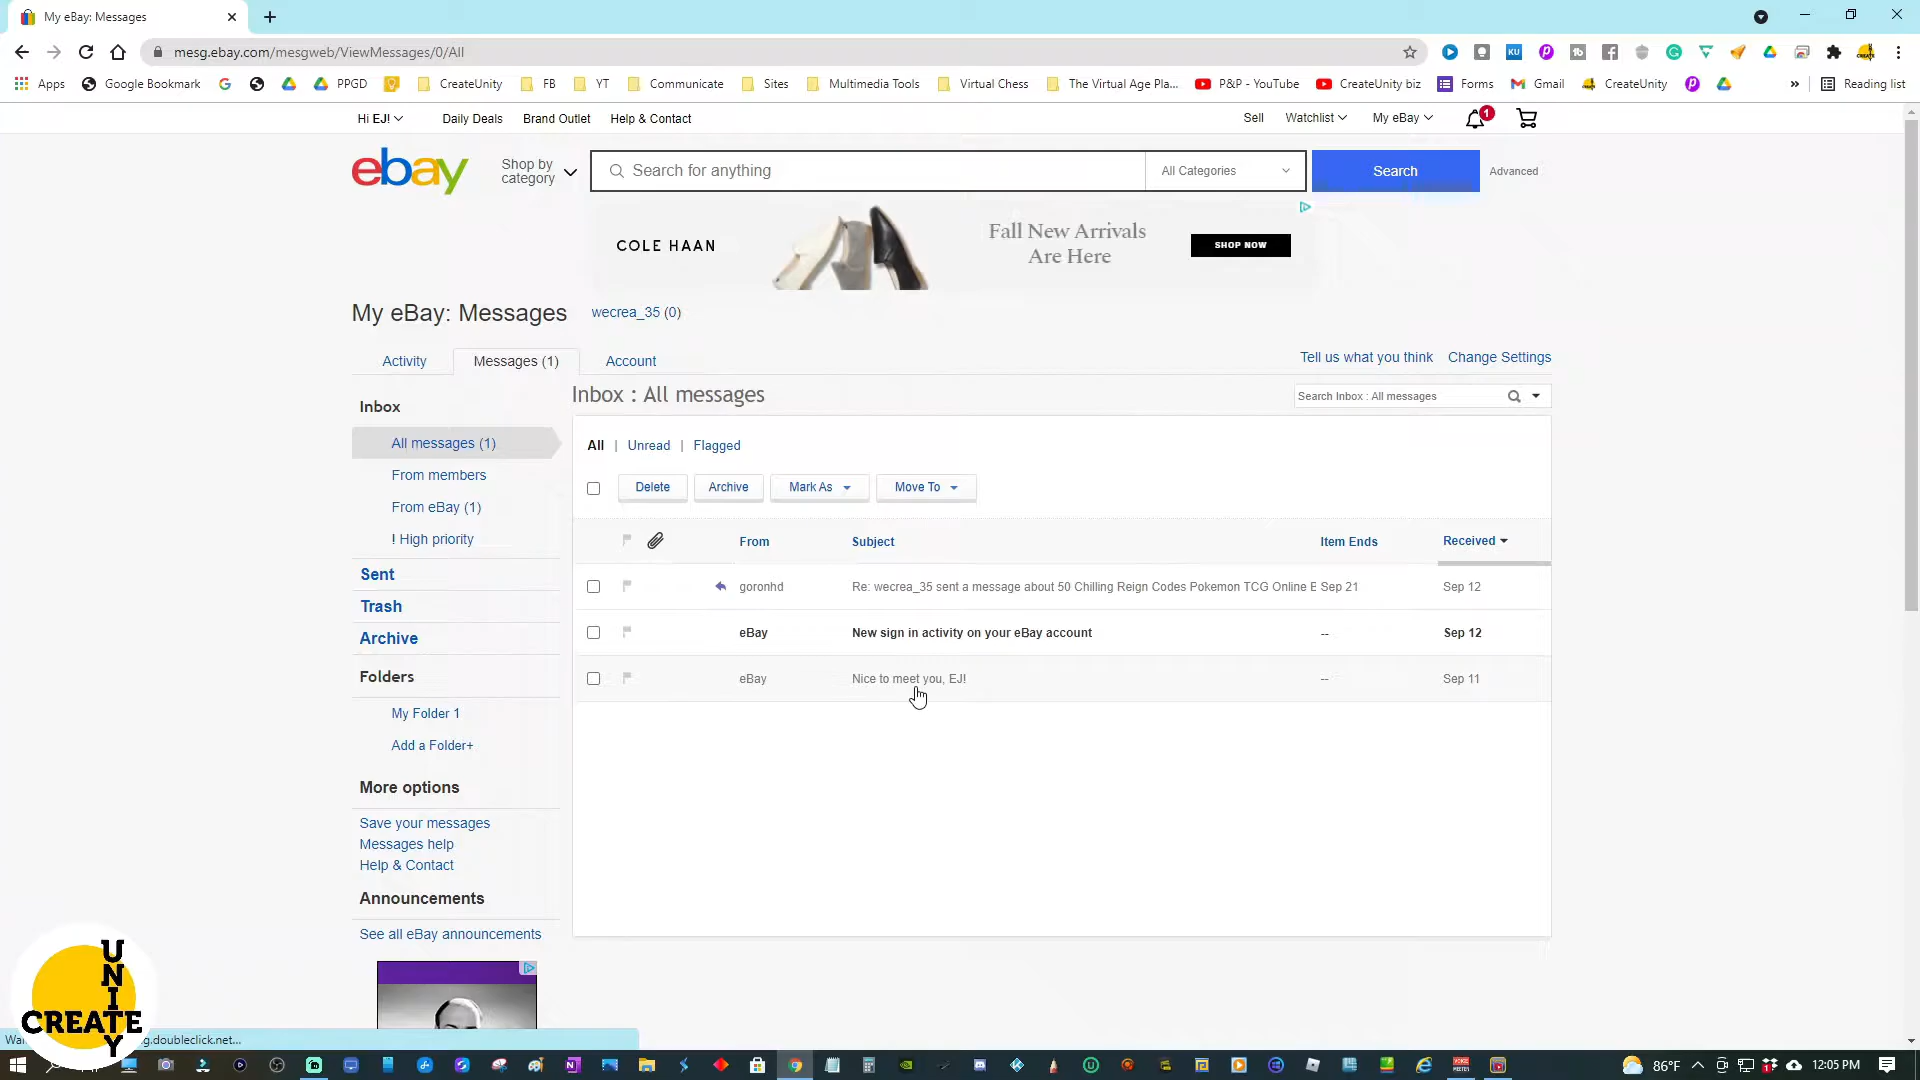 My eBay: Messages
mesg.ebay.com/mesgweb/ViewMessages/0/All
Apps Google Bookmark PPGD CreateUnity FB YT Communicate Sites Multimedia Tools Virtual Chess The Virtual Age Pla... P&P - YouTube CreateUnity biz Forms Gmail CreateUnity » Reading list
Hi EJ! Daily Deals Brand Outlet Help & Contact Sell Watchlist My eBay 1
ebay Shop by category Search for anything All Categories Search Advanced
COLE HAAN Fall New Arrivals Are Here SHOP NOW
My eBay: Messages wecrea_35 (0)
Activity Messages (1) Account Tell us what you think Change Settings
Inbox : All messages Search Inbox : All messages
Inbox
All messages (1)
From members
From eBay (1)
! High priority
Sent
Trash
Archive
Folders
My Folder 1
Add a Folder+
More options
Save your messages
Messages help
Help & Contact
Announcements
See all eBay announcements
All | Unread | Flagged
Delete Archive Mark As Move To
From Subject Item Ends Received
goronhd Re: wecrea_35 sent a message about 50 Chilling Reign Codes Pokemon TCG Online E Sep 21 Sep 12
eBay New sign in activity on your eBay account -- Sep 12
eBay Nice to meet you, EJ! -- Sep 11
CREATE
UNITY
g.doubleclick.net...
86°F 12:05 PM